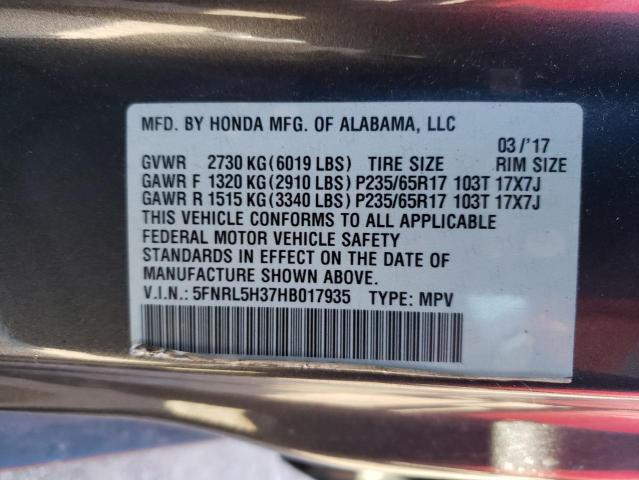 MFD. BY HONDA MFG. OF ALABAMA, LLC
03/'17
GVWR 2730 KG(6019 LBS) TIRE SIZE RIM SIZE
GAWR F 1320 KG(2910 LBS)P235/65R17 103T 17X7J
GAWR R 1515 KG(3340 LBS)P235/65R17 103T 17X7J
THIS VEHICLE CONFORMS TO ALL APPLICABLE
FEDERAL MOTOR VEHICLE SAFETY
STANDARDS IN EFFECT ON THE DATE OF
MANUFACTURE SHOWN ABOVE.
V.I.N.: 5FNRL5H37HB017935 TYPE: MPV